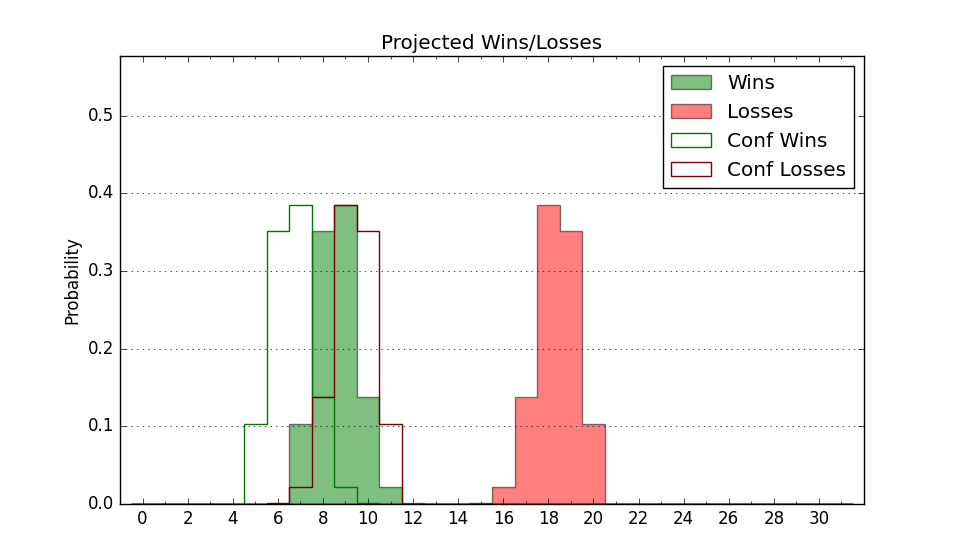 Projected Wins/Losses
Wins
Losses
Conf Wins
Conf Losses
Probability
0.5
0.4
0.3
0.2
0.1
0.0
0 2 4 6 8 10 12 14 16 18 20 22 24 26 28 30